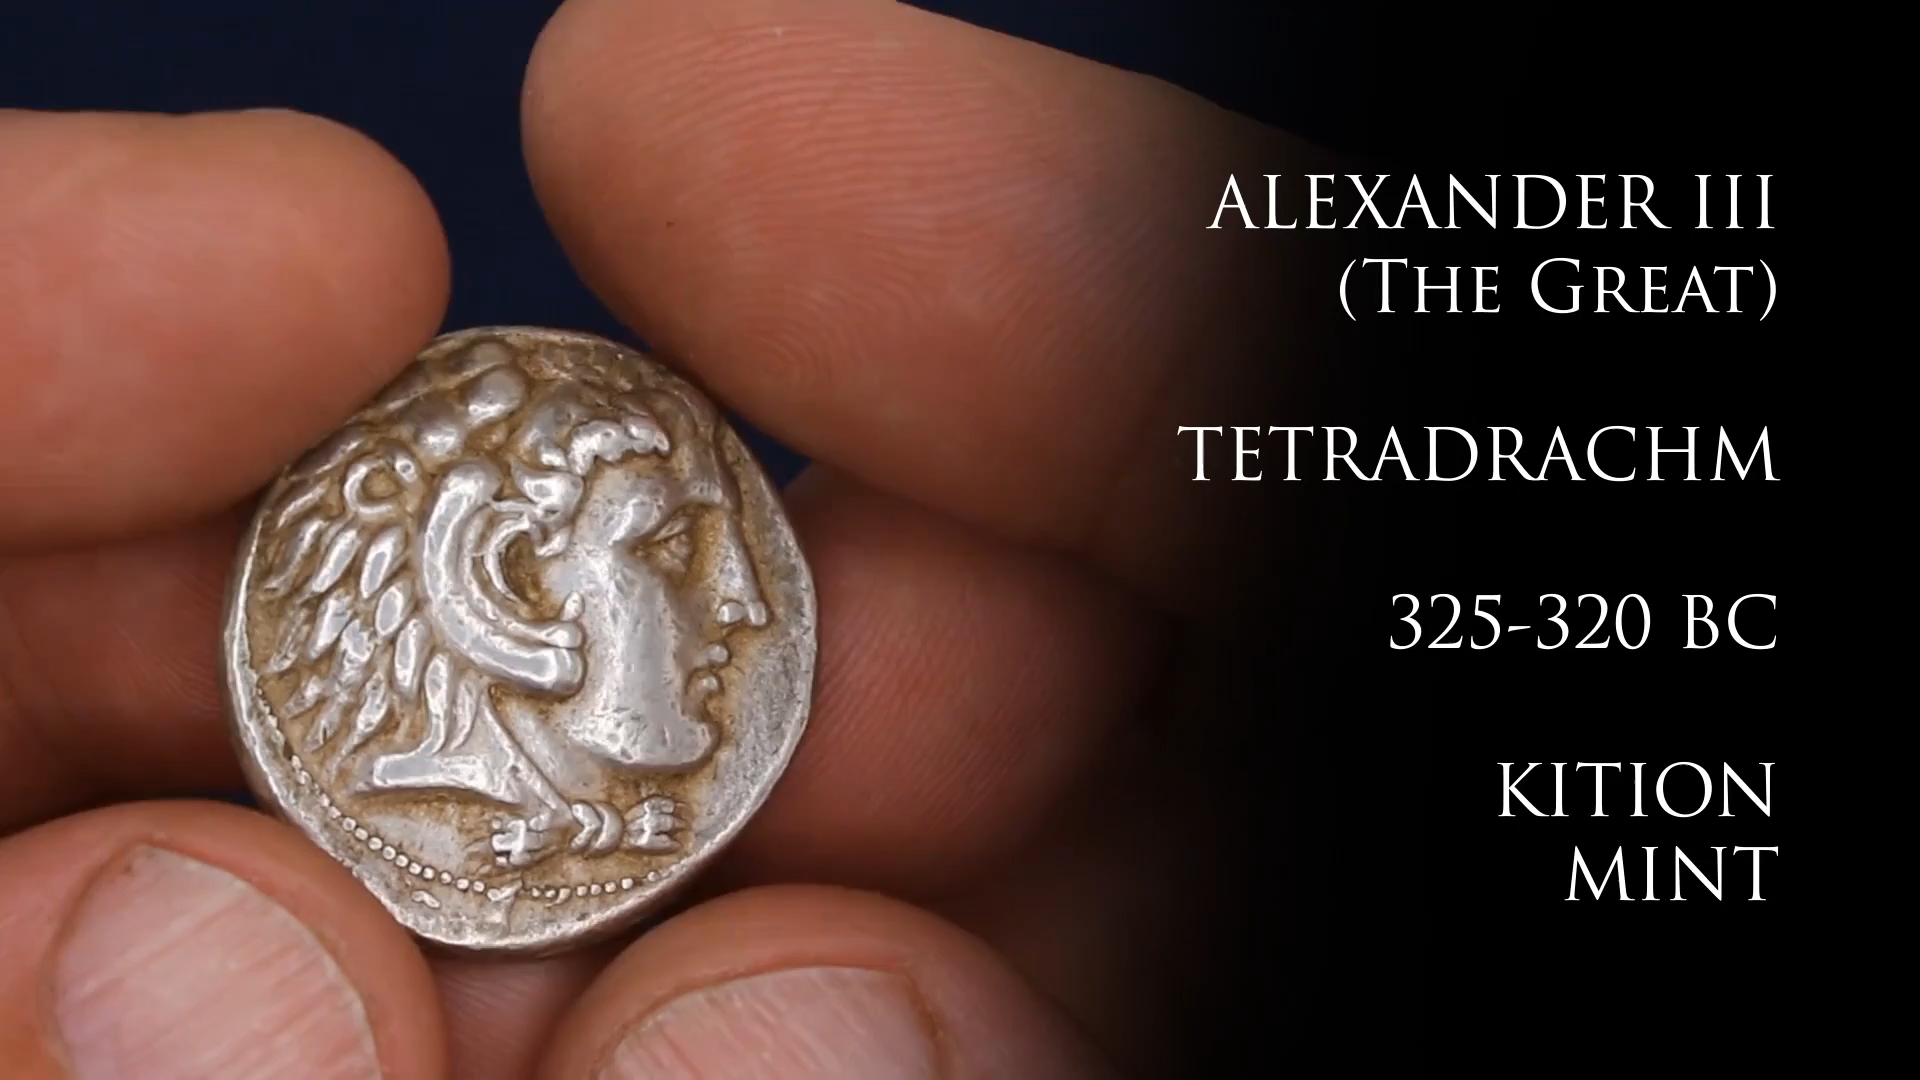 ALEXANDER III
(THE GREAT)
TETRADRACHM
325-320 BC
KITION
MINT